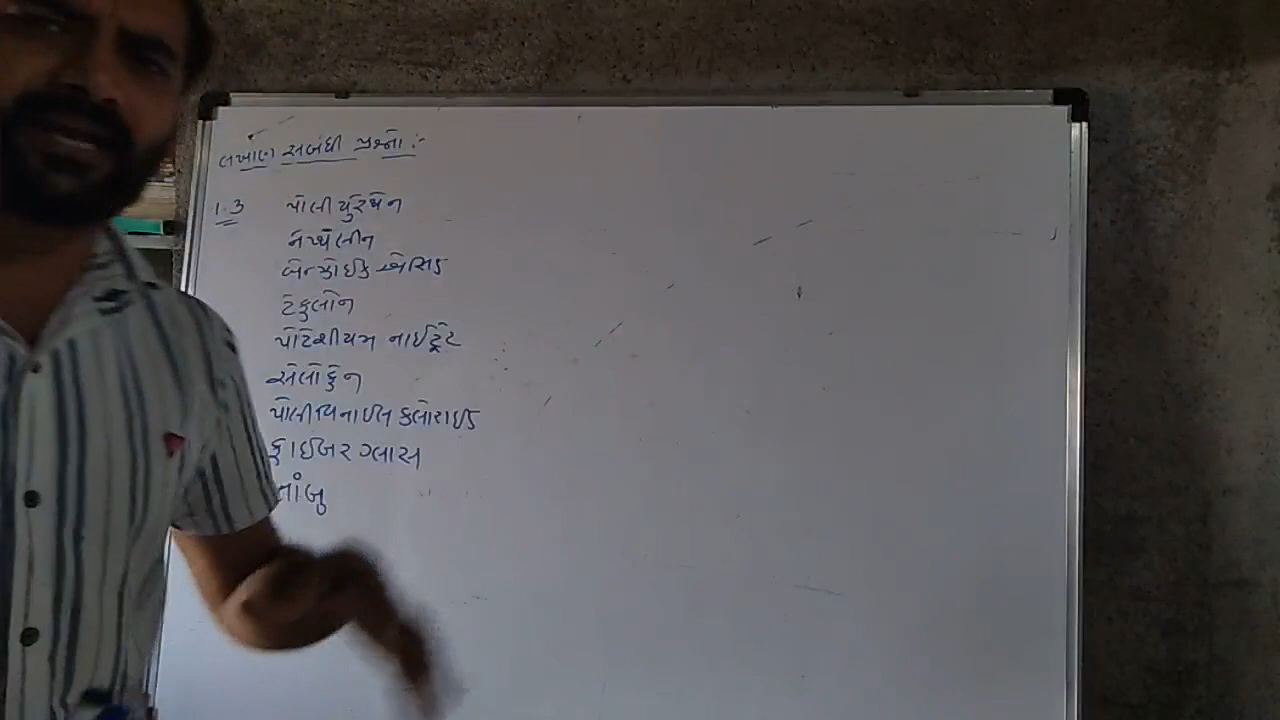 લખાણ સબંધી પ્રશ્નો :-
1.3 પોલીયુરેથેન
નેપ્થેલીન
બેન્ઝોઈક એસિડ
ટેફલોન
પોટેશીયમ નાઈટ્રેટ
સેલોફેન
પોલીવિનાઈલ ક્લોરાઈડ
ફાઈબર ગ્લાસ
તાંબુ